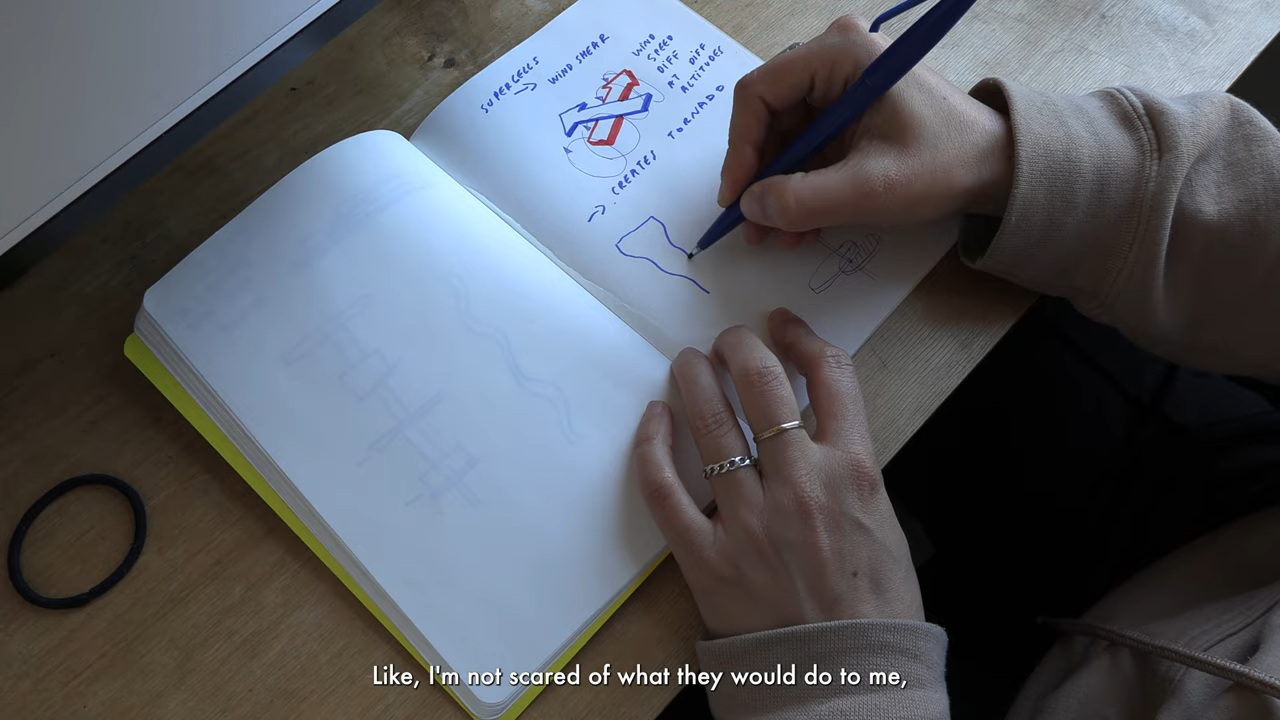 SUPERCELLS
→ WIND SHEAR
WIND
SPEED
DIFF
AT DIFF
ALTITUDES
→ . CREATES TORNADO
Like, I'm not scared of what they would do to me,